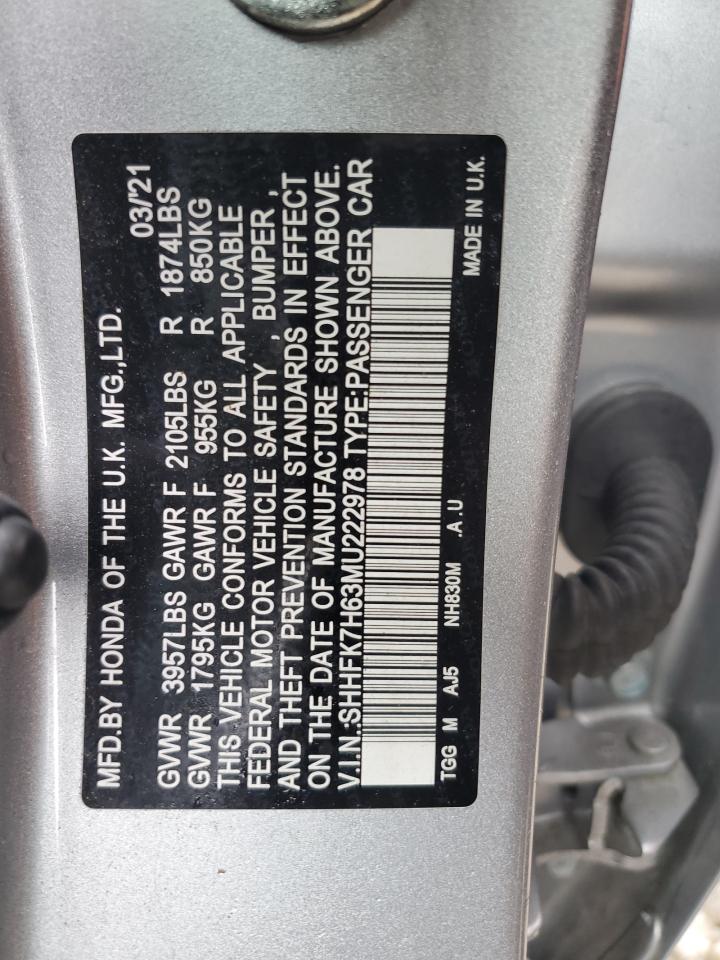 MFD.BY HONDA OF THE U.K. MFG.,LTD. 03/'21
GVWR 3957LBS GAWR F 2105LBS R 1874LBS
GVWR 1795KG GAWR F 955KG R 850KG
THIS VEHICLE CONFORMS TO ALL APPLICABLE
FEDERAL MOTOR VEHICLE SAFETY , BUMPER ,
AND THEFT PREVENTION STANDARDS IN EFFECT
ON THE DATE OF MANUFACTURE SHOWN ABOVE.
V.I.N.:SHHFK7H63MU222978 TYPE:PASSENGER CAR
TGG M AJ5 NH830M .A .U MADE IN U.K.